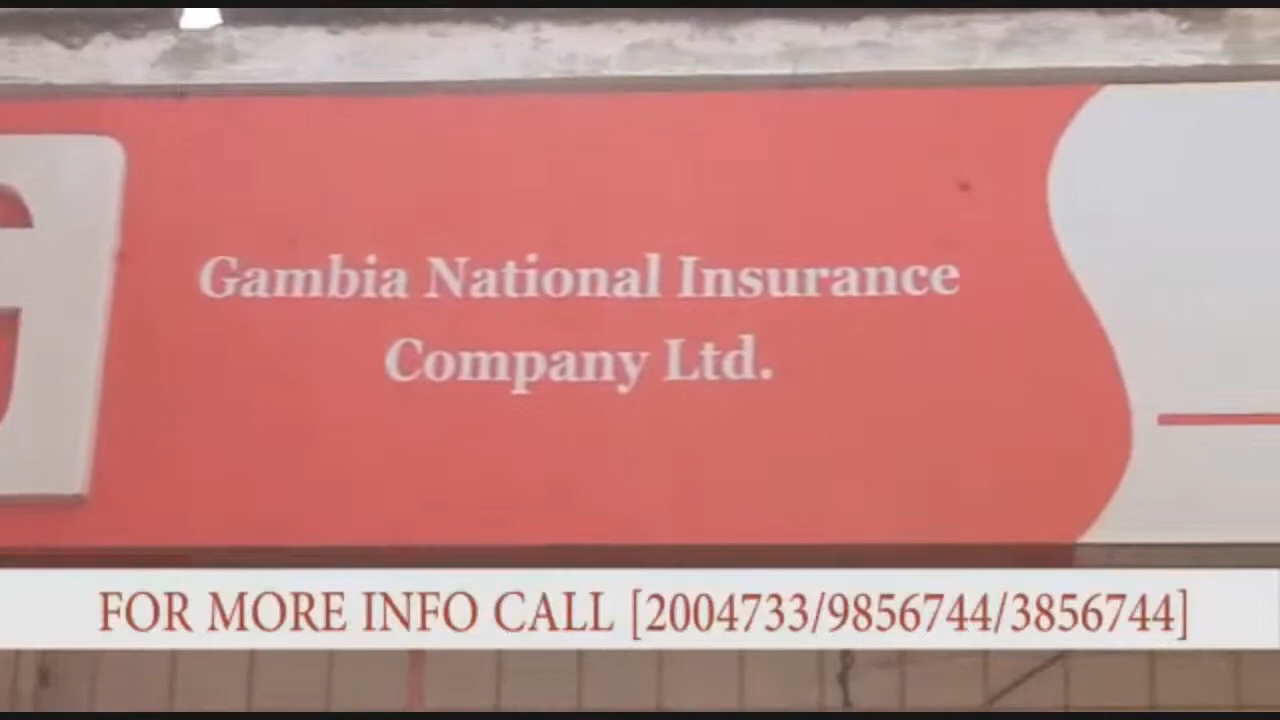 Gambia National Insurance
Company Ltd.
FOR MORE INFO CALL [2004733/9856744/3856744]